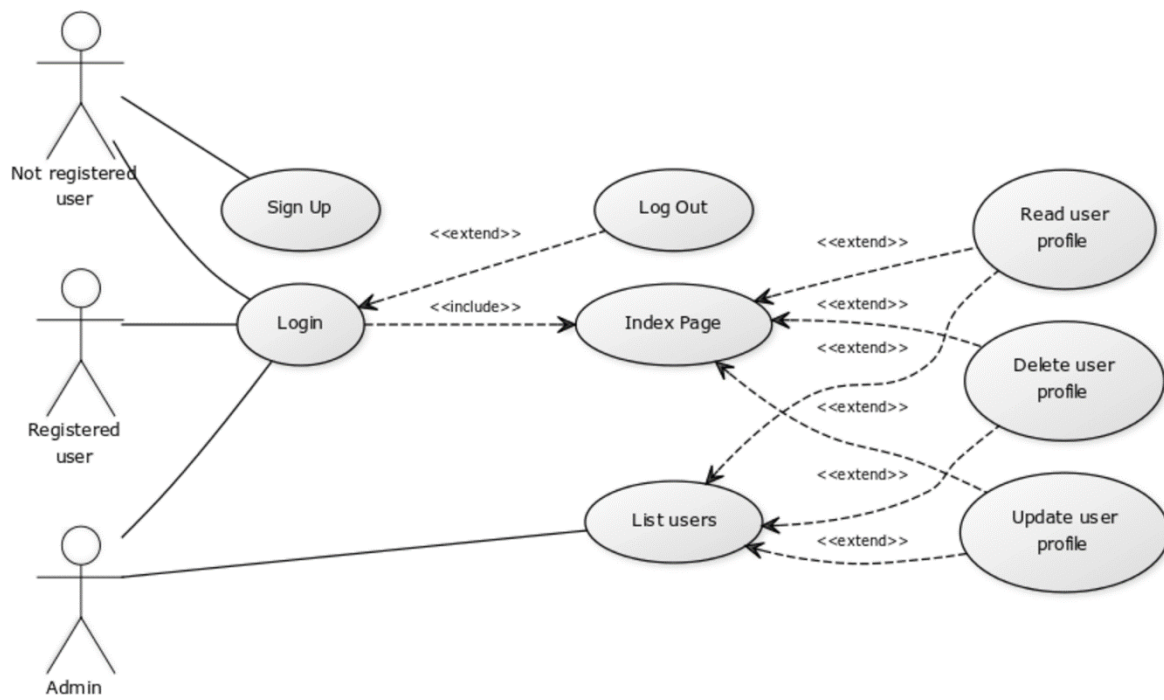 Not registered
user
Sign Up
Log Out
Read user
profile
<<extend>>
<<extend>>
Registered
user
Login
<<include>>
Index Page
<<extend>>
<<extend>>
Delete user
profile
<<extend>>
<<extend>>
List users
Update user
profile
<<extend>>
Admin